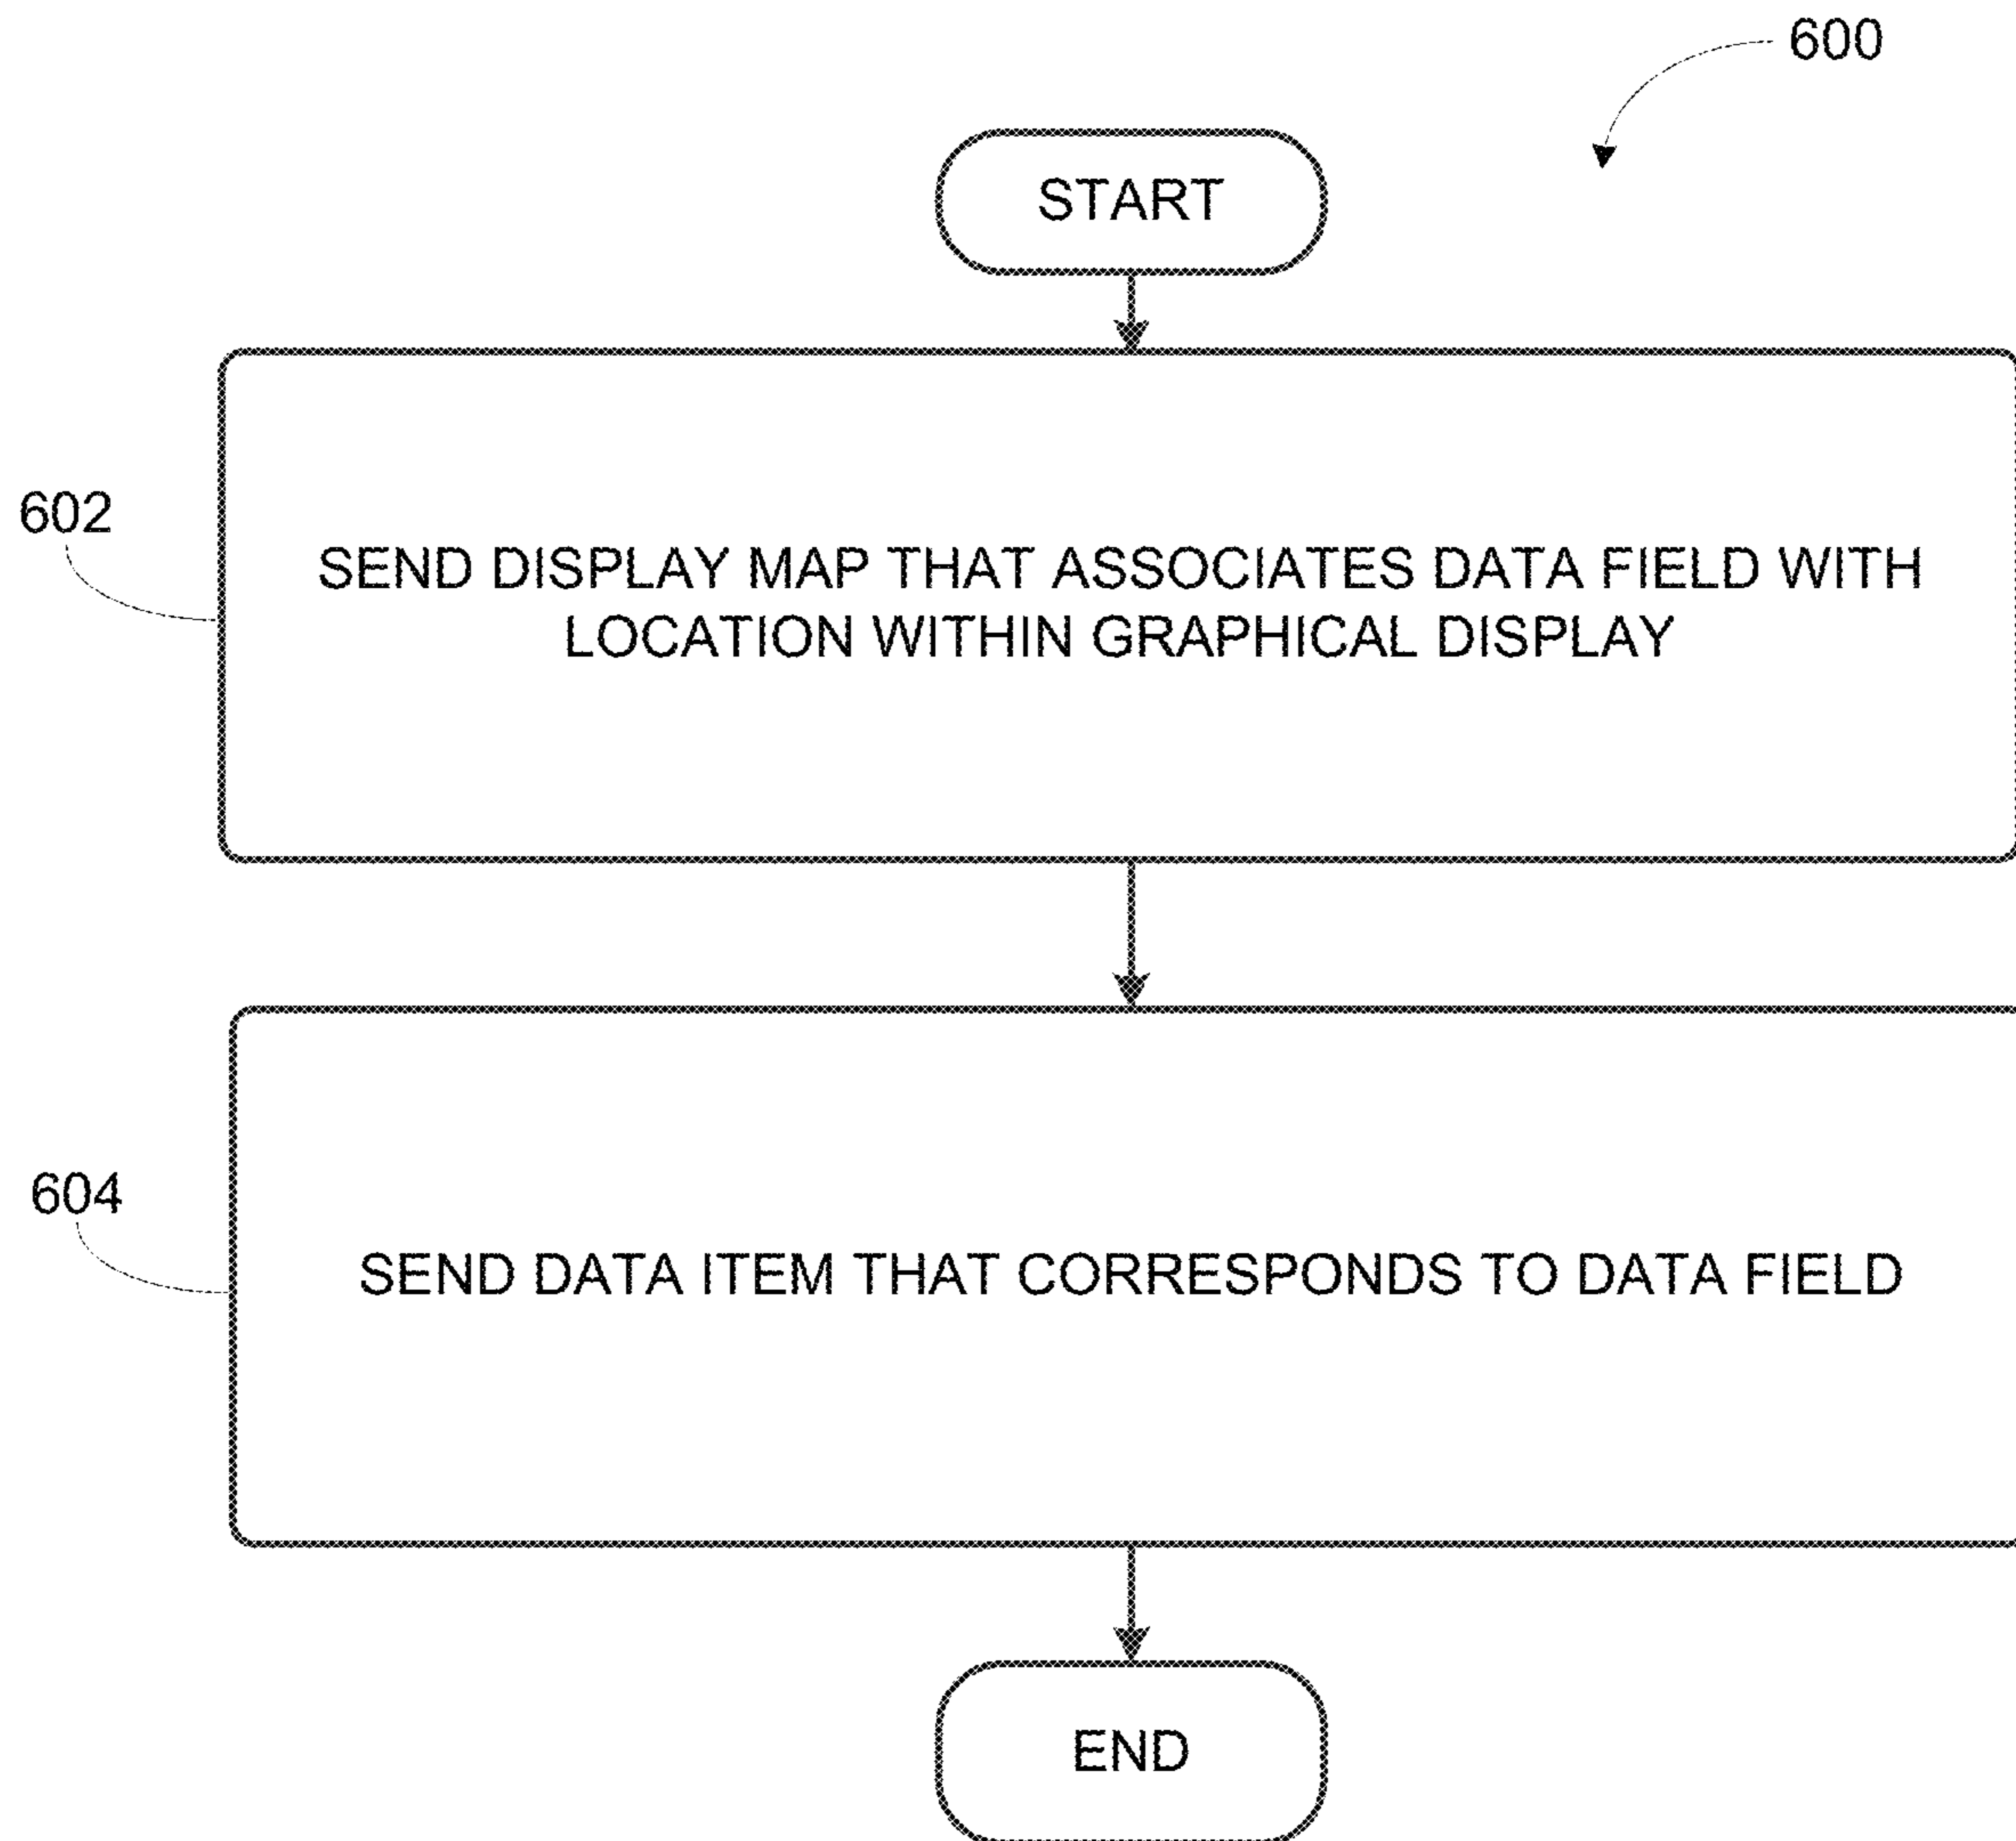 600
START
602
SEND DISPLAY MAP THAT ASSOCIATES DATA FIELD WITH
LOCATION WITHIN GRAPHICAL DISPLAY
604
SEND DATA ITEM THAT CORRESPONDS TO DATA FIELD
END